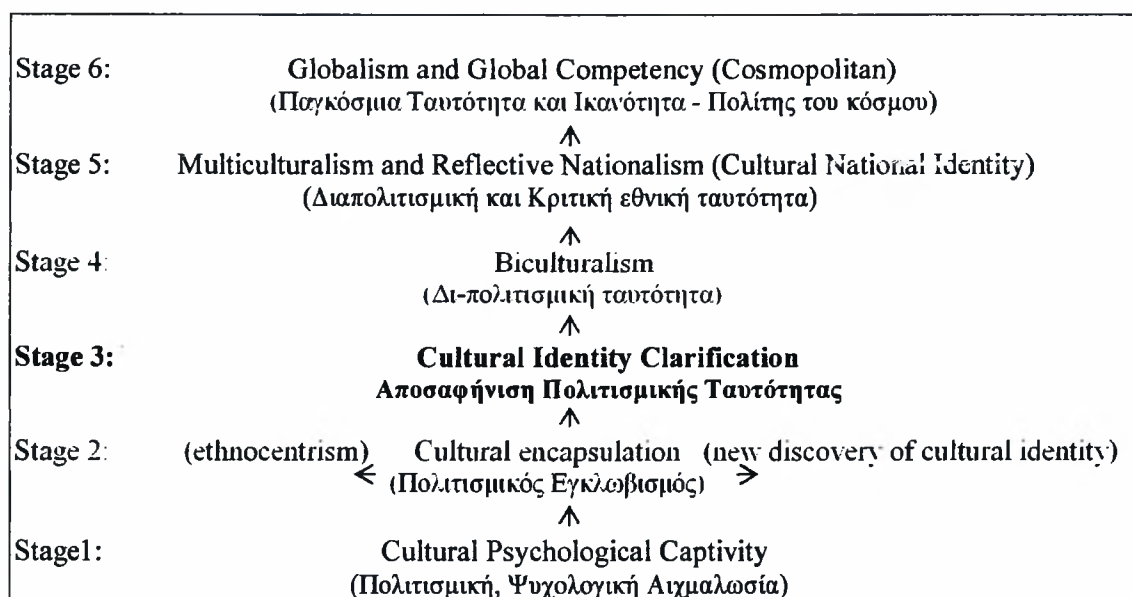 Stage 6: Globalism and Global Competency (Cosmopolitan)
(Παγκόσμια Ταυτότητα και Ικανότητα - Πολίτης του κόσμου)
Stage 5: Multiculturalism and Reflective Nationalism (Cultural National Identity)
(Διαπολιτισμική και Κριτική εθνική ταυτότητα)
Stage 4: Biculturalism
(Δι-πολιτισμική ταυτότητα)
Stage 3: Cultural Identity Clarification
Αποσαφήνιση Πολιτισμικής Ταυτότητας
Stage 2: (ethnocentrism) Cultural encapsulation (new discovery of cultural identity)
(Πολιτισμικός Εγκλωβισμός)
Stage1: Cultural Psychological Captivity
(Πολιτισμική, Ψυχολογική Αιχμαλωσία)